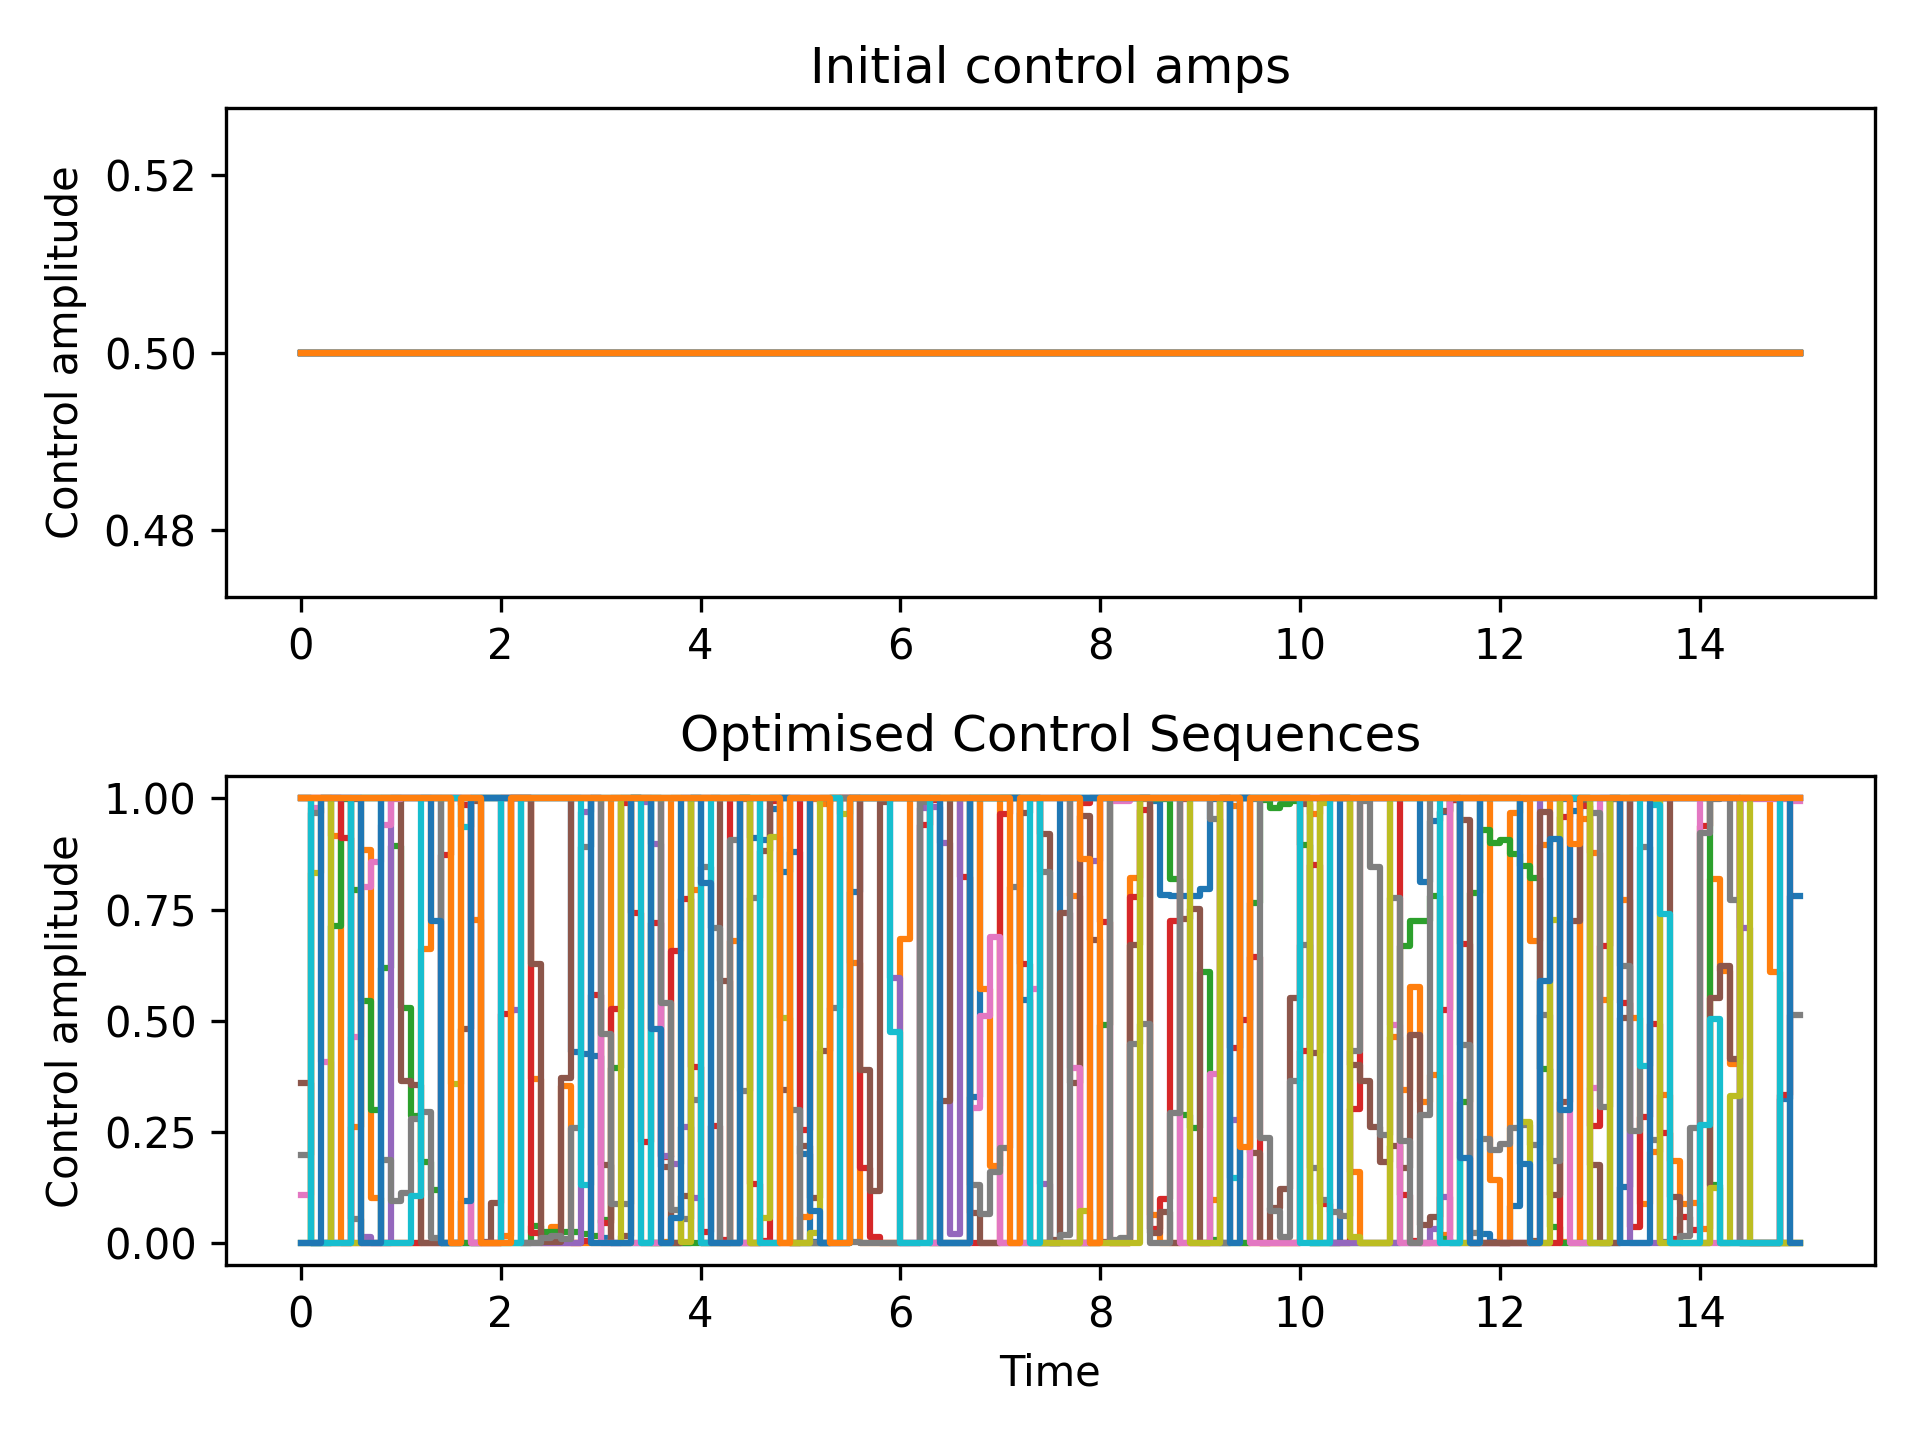 Initial control amps
Control amplitude
0.52
0.50
0.48
0 2 4 6 8 10 12 14
Optimised Control Sequences
Control amplitude
1.00
0.75
0.50
0.25
0.00
0 2 4 6 8 10 12 14
Time